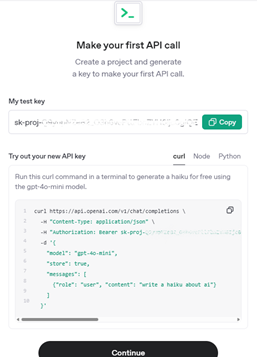 Make your first API call
Create a project and generate
a key to make your first API call.
My test key
sk-proj-
Copy
Try out your new API key
curl Node Python
Run this curl command in a terminal to generate a haiku for free using
the gpt-4o-mini model.
1 curl https://api.openai.com/v1/chat/completions \
2 -H "Content-Type: application/json" \
3 -H "Authorization: Bearer sk-proj-
4 -d '{
5 "model": "gpt-4o-mini",
6 "store": true,
7 "messages": [
8 {"role": "user", "content": "write a haiku about ai"}
9 ]
10 }'
Continue